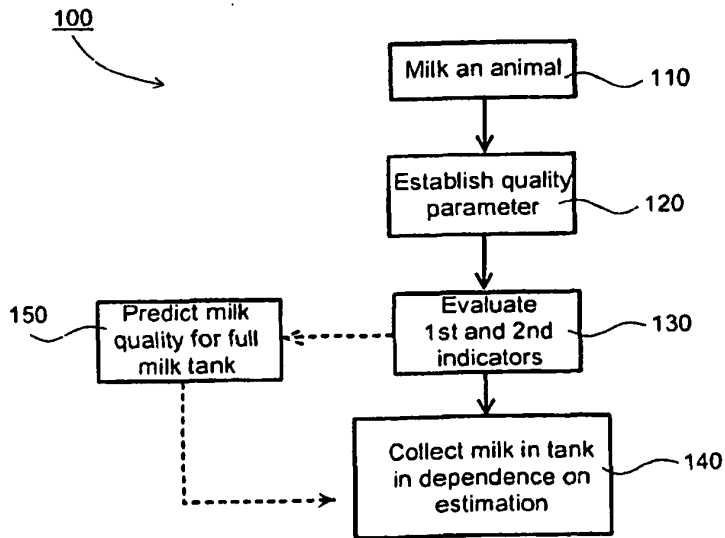 100
Milk an animal
110
Establish quality
parameter
120
Evaluate
1st and 2nd
indicators
130
150
Predict milk
quality for full
milk tank
Collect milk in tank
in dependence on
estimation
140